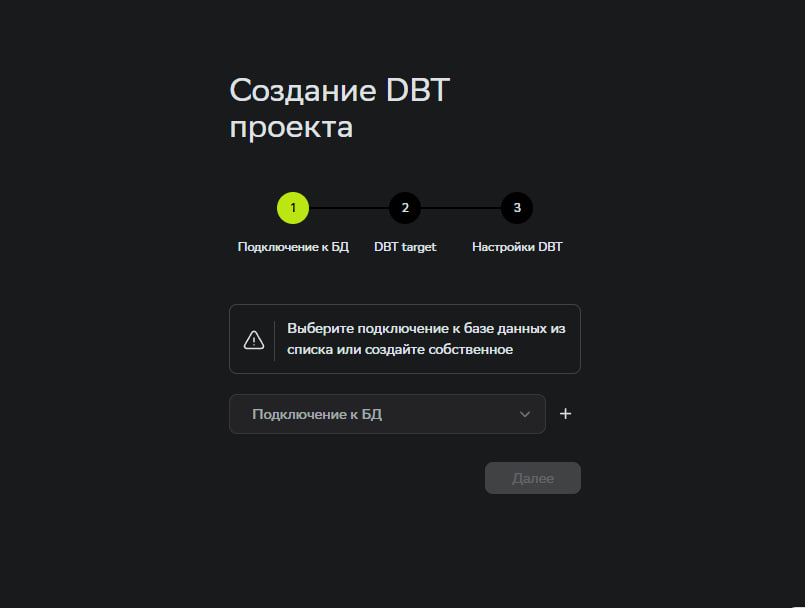 Создание DBT
проекта
1
2
3
Подключение к БД
DBT target
Настройки DBT
Выберите подключение к базе данных из
списка или создайте собственное
Подключение к БД
+
Далее